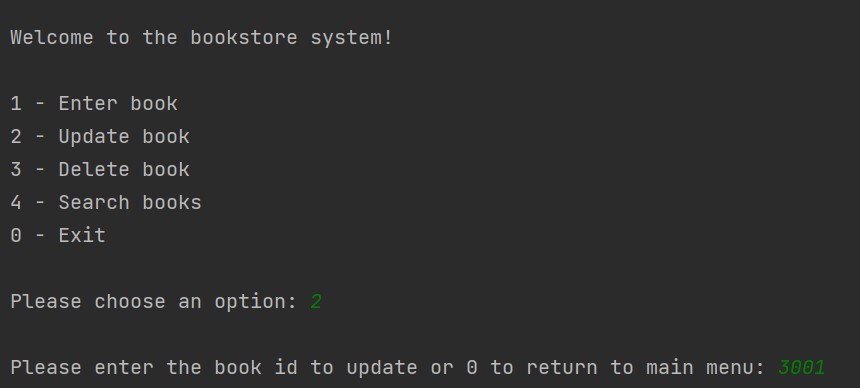 Welcome to the bookstore system!
1 - Enter book
2 - Update book
3 - Delete book
4 - Search books
0 - Exit
Please choose an option: 2
Please enter the book id to update or 0 to return to main menu: 3001